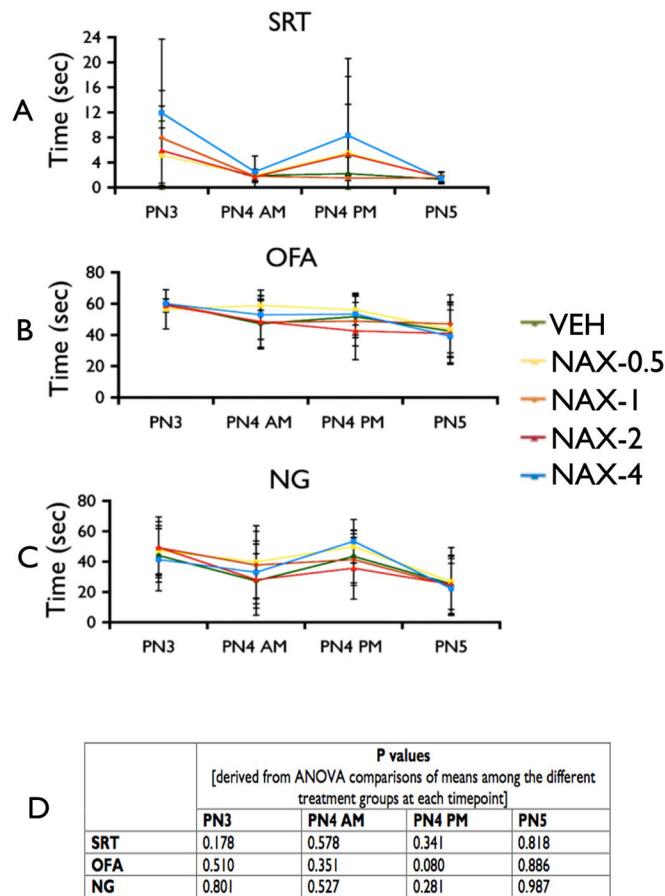 SRT
A
Time (sec)
24
20
16
12
8
4
0
PN3 PN4 AM PN4 PM PN5
OFA
B
Time (sec)
80
60
40
20
0
PN3 PN4 AM PN4 PM PN5
VEH
NAX-0.5
NAX-1
NAX-2
NAX-4
NG
C
Time (sec)
80
60
40
20
0
PN3 PN4 AM PN4 PM PN5
D
P values
[derived from ANOVA comparisons of means among the different
treatment groups at each timepoint]
PN3 PN4 AM PN4 PM PN5
SRT 0.178 0.578 0.341 0.818
OFA 0.510 0.351 0.080 0.886
NG 0.801 0.527 0.281 0.987